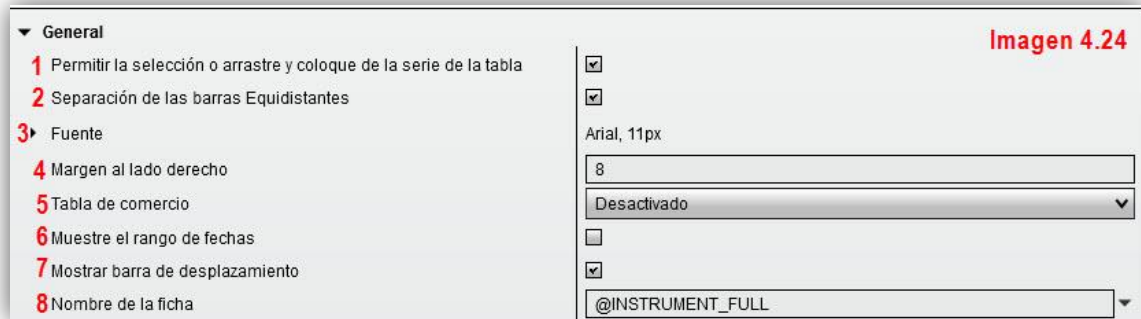 General
Imagen 4.24
1 Permitir la selección o arrastre y coloque de la serie de la tabla
2 Separación de las barras Equidistantes
3 Fuente Arial, 11px
4 Margen al lado derecho 8
5 Tabla de comercio Desactivado
6 Muestre el rango de fechas
7 Mostrar barra de desplazamiento
8 Nombre de la ficha @INSTRUMENT_FULL